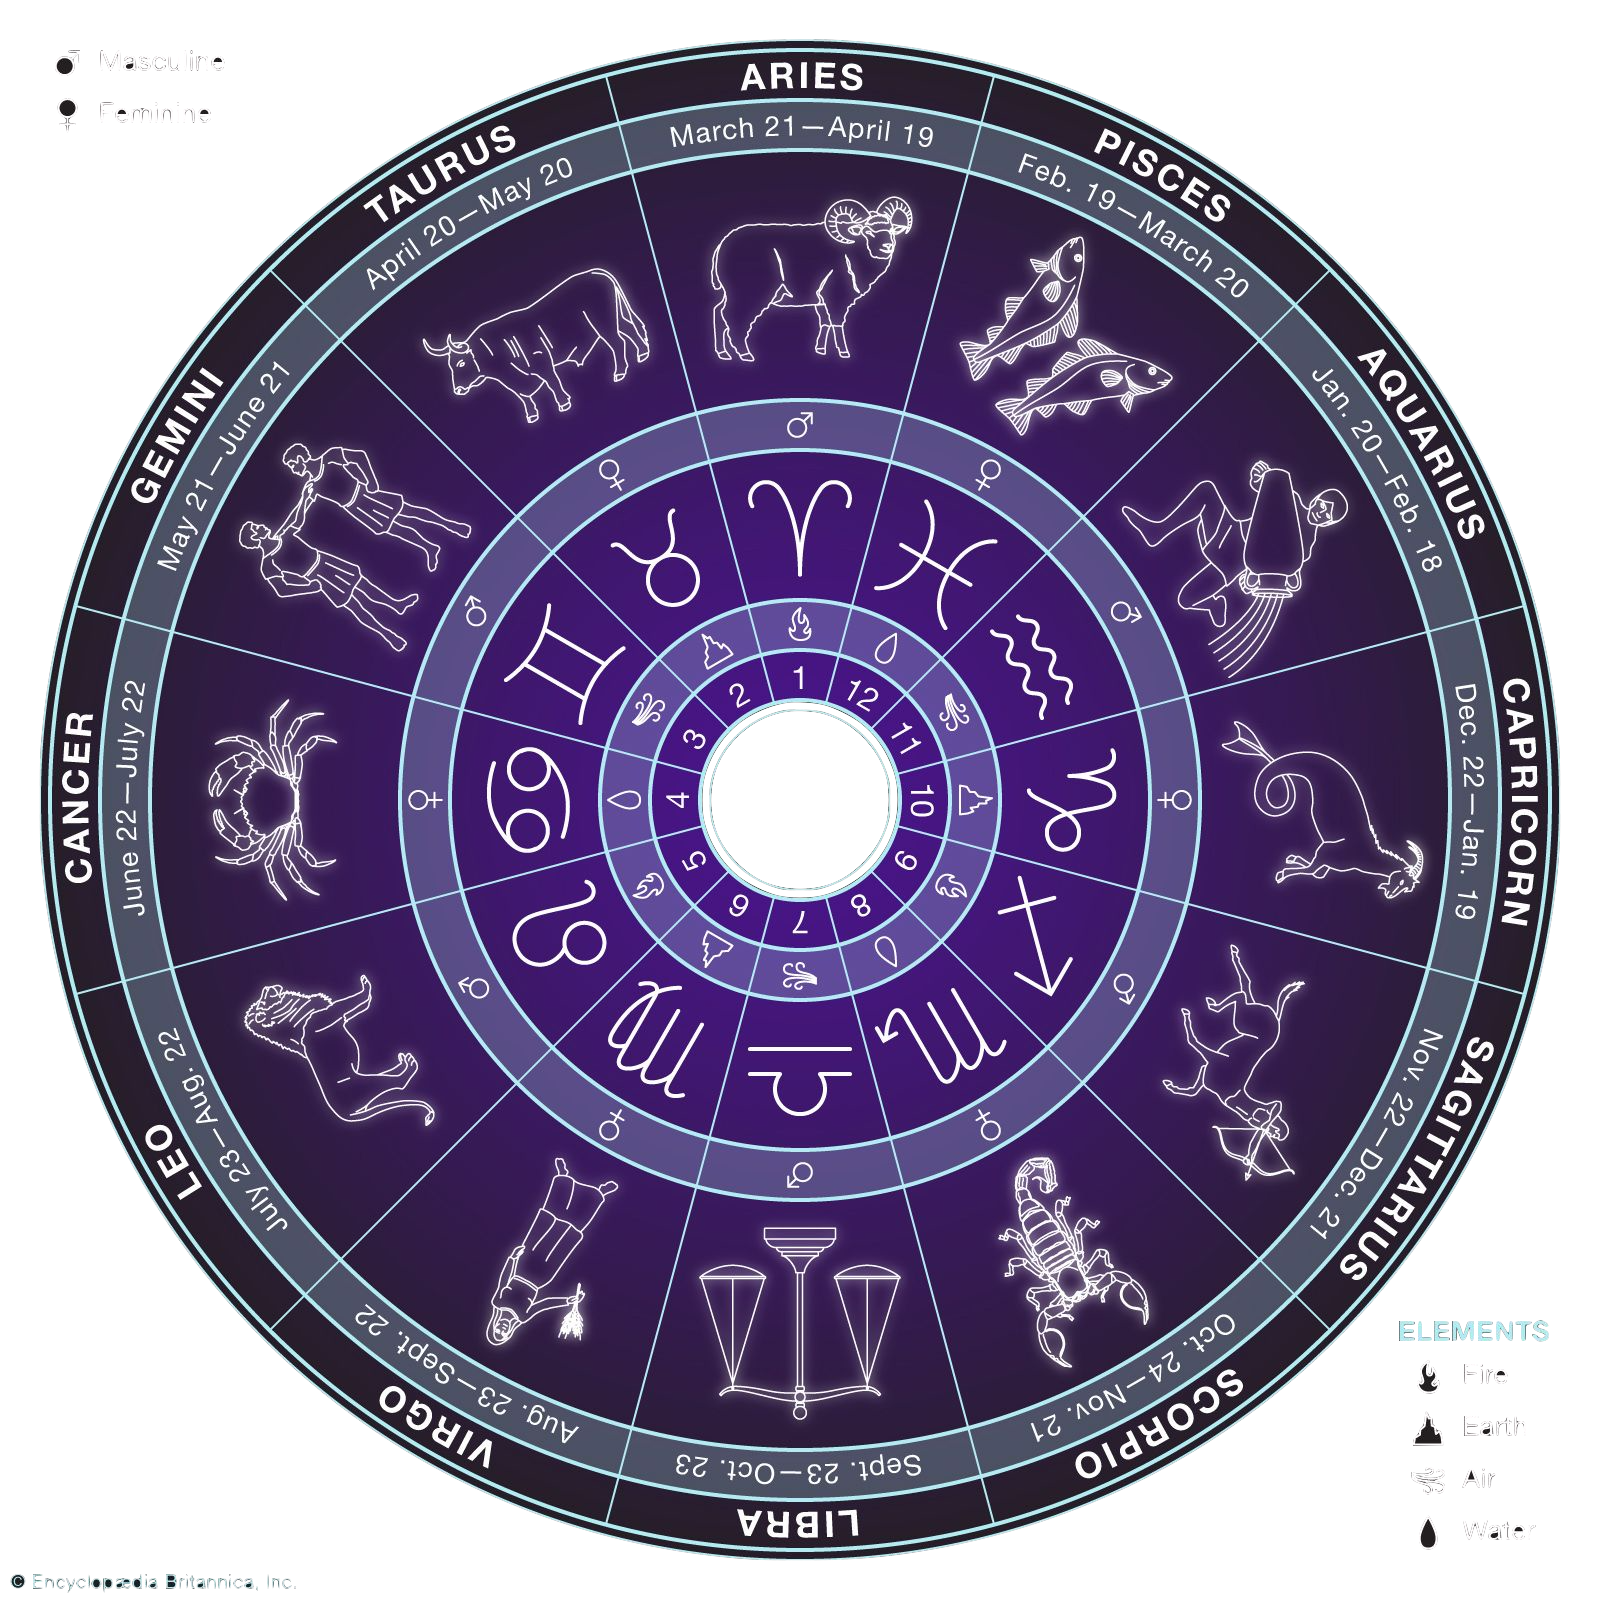 Masculine
Feminine
ARIES
March 21—April 19
PISCES
Feb. 19—March 20
AQUARIUS
Jan. 20—Feb. 18
CAPRICORN
Dec. 22—Jan. 19
SAGITTARIUS
Nov. 22—Dec. 21
SCORPIO
Oct. 24—Nov. 21
LIBRA
Sept. 23—Oct. 23
VIRGO
Aug. 23—Sept. 22
LEO
July 23—Aug. 22
CANCER
June 22—July 22
GEMINI
May 21—June 21
TAURUS
April 20—May 20
1
2
3
4
5
6
7
8
9
10
11
12
ELEMENTS
Fire
Earth
Air
Water
© Encyclopædia Britannica, Inc.